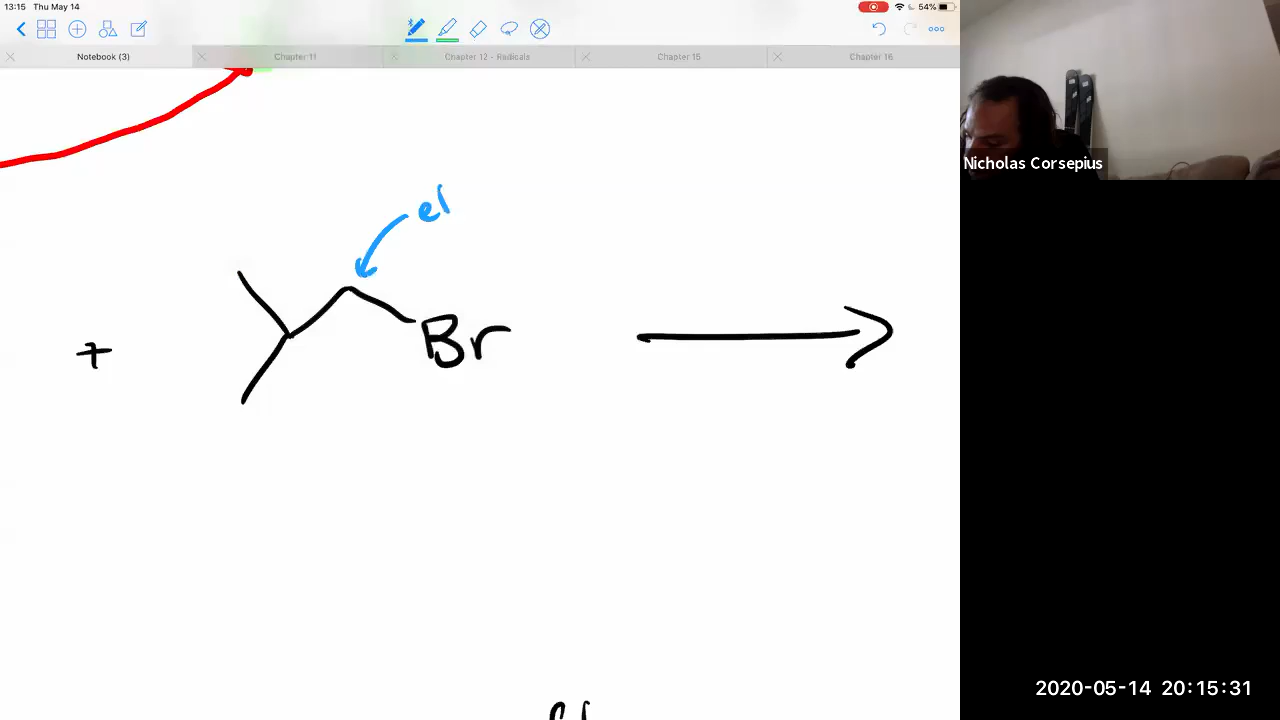 13:15 Thu May 14
54%
Notebook (3)
Chapter 11
Chapter 12 - Radicals
Chapter 15
Chapter 16
Nicholas Corsepius
el
+
Br
2020-05-14 20:15:31